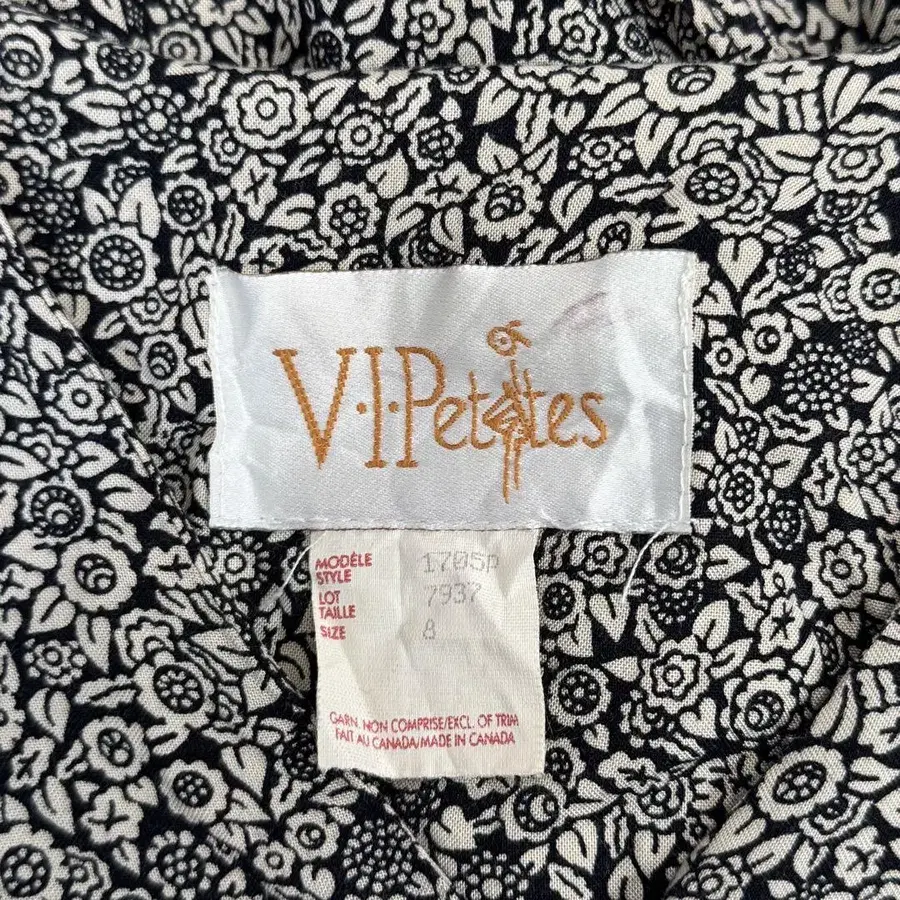 V·I·Petites
MODÈLE 1705P
STYLE
LOT 7937
TAILLE
SIZE 8
GARN. NON COMPRISE/EXCL. OF TRIM
FAIT AU CANADA/MADE IN CANADA